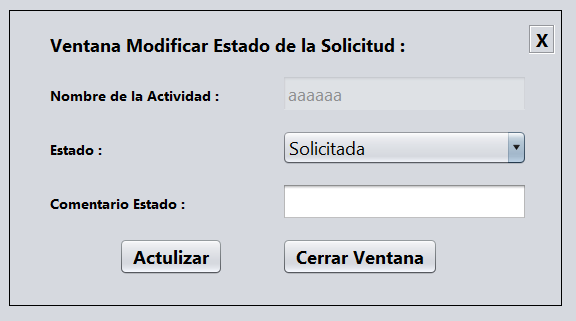 Ventana Modificar Estado de la Solicitud :
X
Nombre de la Actividad :
aaaaaa
Estado :
Solicitada
Comentario Estado :
Actulizar
Cerrar Ventana